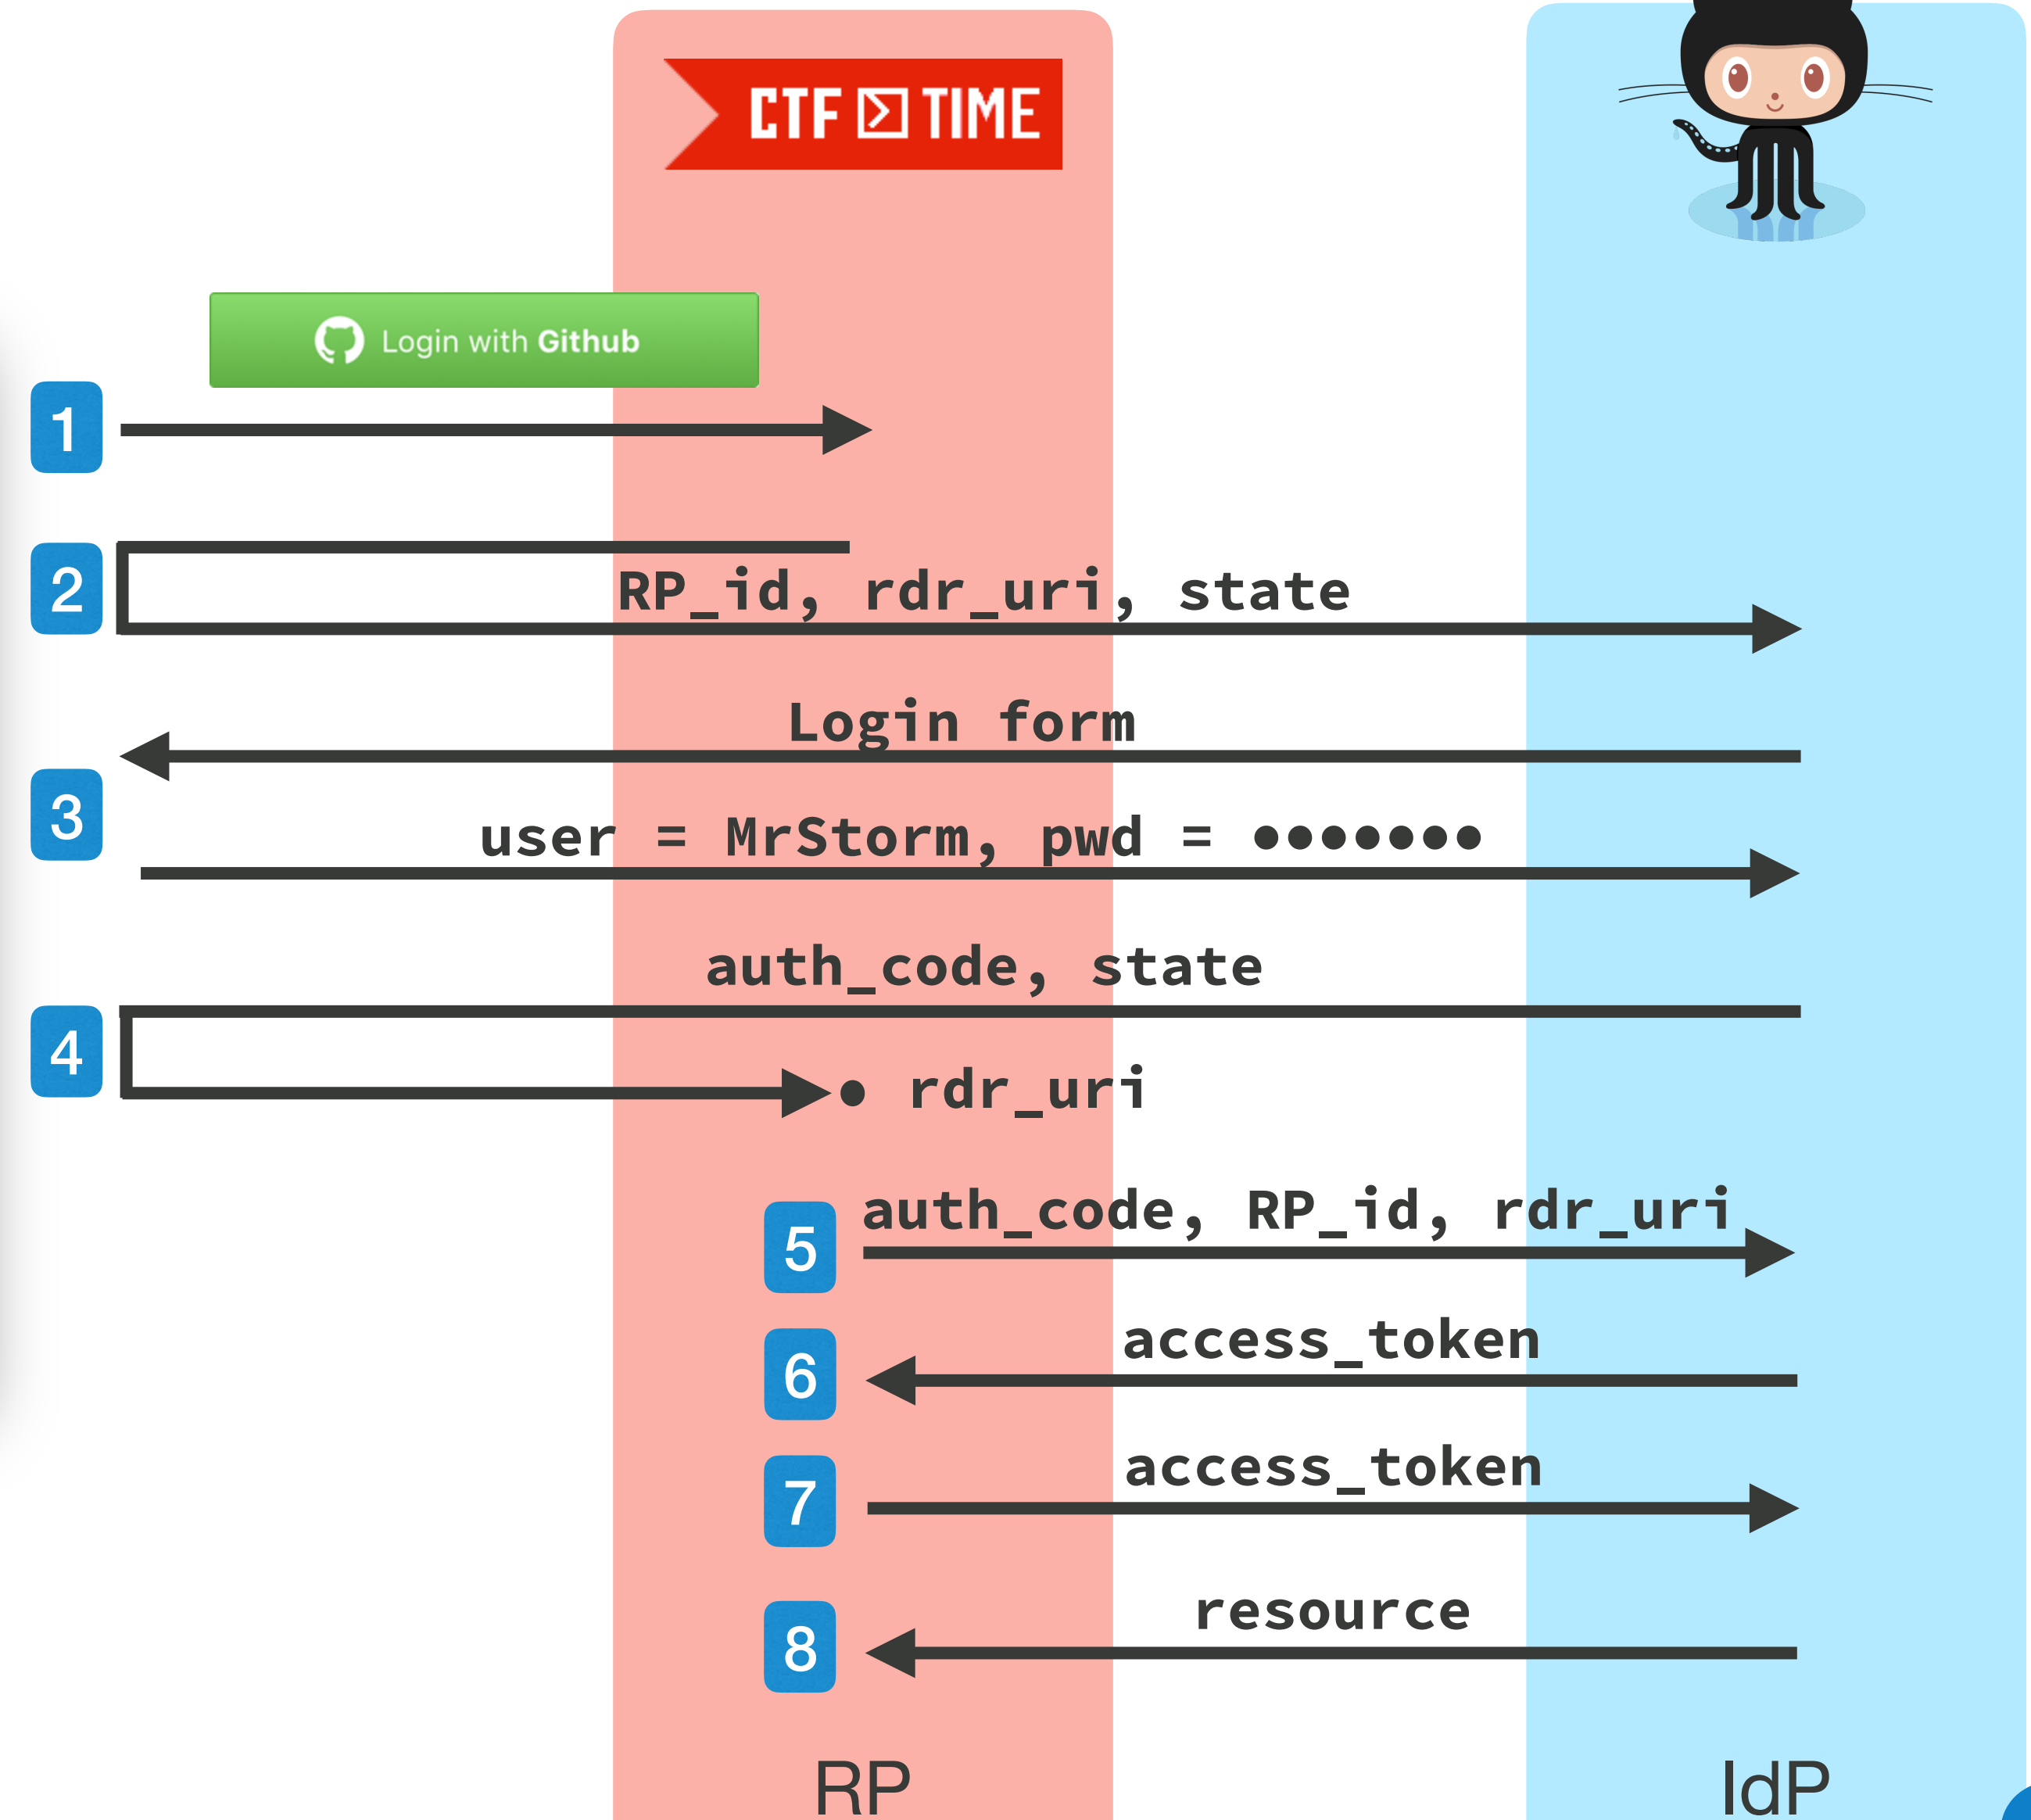 CTF TIME
Login with Github
1
2
RP_id, rdr_uri, state
Login form
3
user = MrStorm, pwd = •••••••
auth_code, state
4
• rdr_uri
auth_code, RP_id, rdr_uri
5
access_token
6
access_token
7
resource
8
RP
IdP